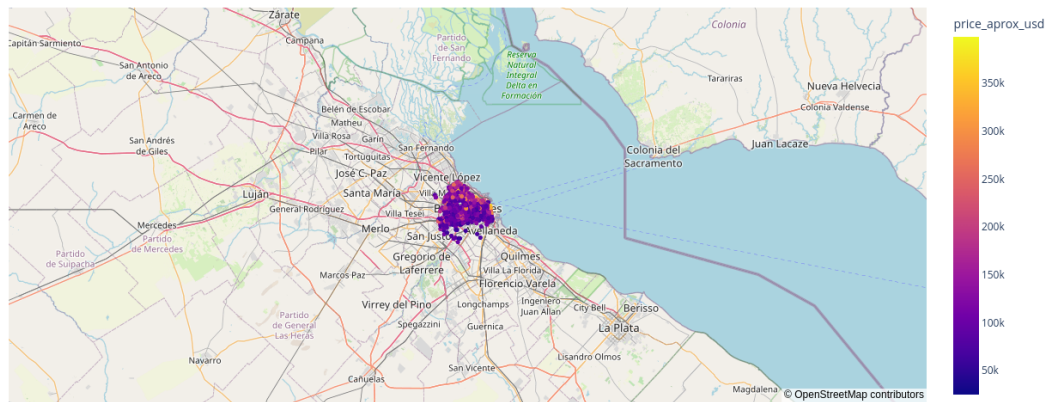 Zárate
Campana
Capitán Sarmiento
Partido
de San
Fernando
Reserva
Natural
Integral
Delta en
Formación
Colonia
Tarariras
Nueva Helvecia
Colonia Valdense
San Antonio
de Areco
Belén de Escobar
Matheu
Carmen de
Areco
Villa Rosa
Garín
San Andrés
de Giles
Pilar
Tortuguitas
San Fernando
Colonia del
Sacramento
Juan Lacaze
José C. Paz
Vicente López
Luján
Santa María
Villa M
General Rodríguez
Villa Tesei
B
es
Mercedes
Merlo
San Justo
Avellaneda
Partido
de Mercedes
Partido de
Suipacha
Gregorio de
Laferrere
Quilmes
Marcos Paz
Villa La Florida
Florencio Varela
Virrey del Pino
Longchamps
Ingeniero
Juan Allan
City Bell
Berisso
Partido
de General
Las Heras
Spegazzini
Guernica
La Plata
Navarro
Lisandro Olmos
Cañuelas
San Vicente
Magdalena
© OpenStreetMap contributors
price_aprox_usd
350k
300k
250k
200k
150k
100k
50k